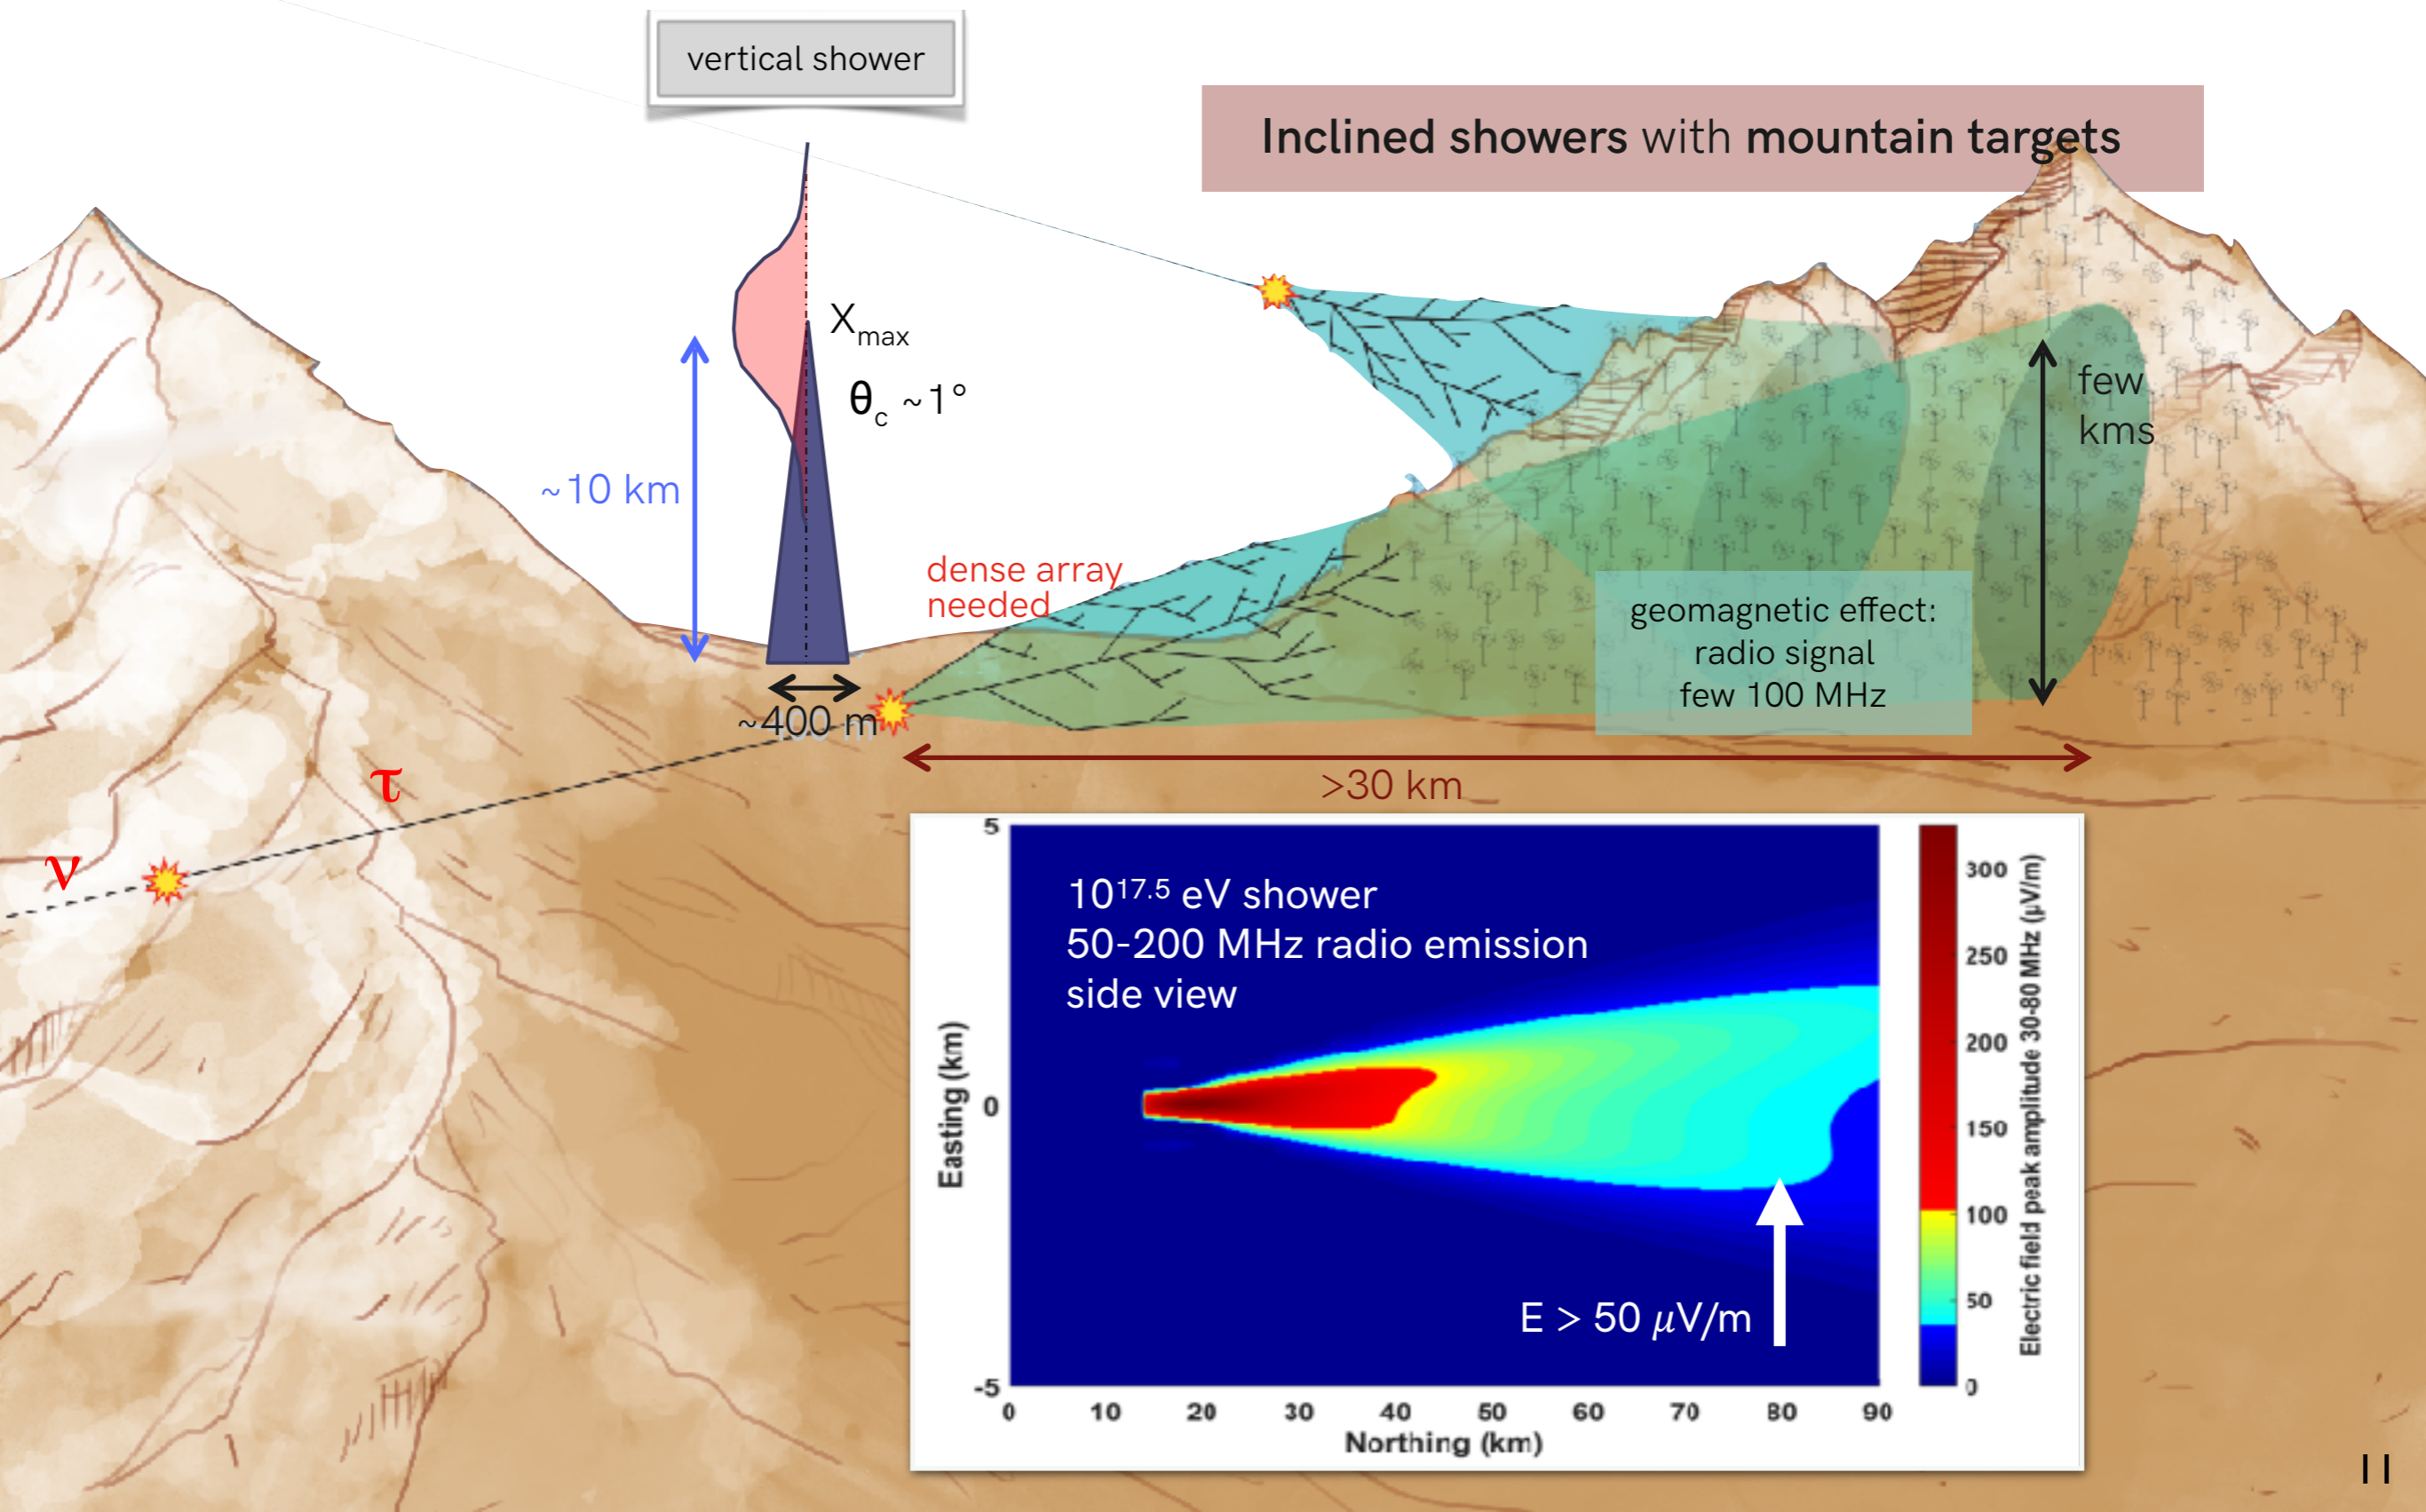 vertical shower
Inclined showers with mountain targets
X_max
θ_c ~1°
~10 km
few
kms
dense array
needed
geomagnetic effect:
radio signal
few 100 MHz
~400 m
>30 km
τ
ν
10^17.5 eV shower
50-200 MHz radio emission
side view
E > 50 μV/m
Easting (km)
5
0
-5
0 10 20 30 40 50 60 70 80 90
Northing (km)
300
250
200
150
100
50
0
Electric field peak amplitude 30-80 MHz (μV/m)
11